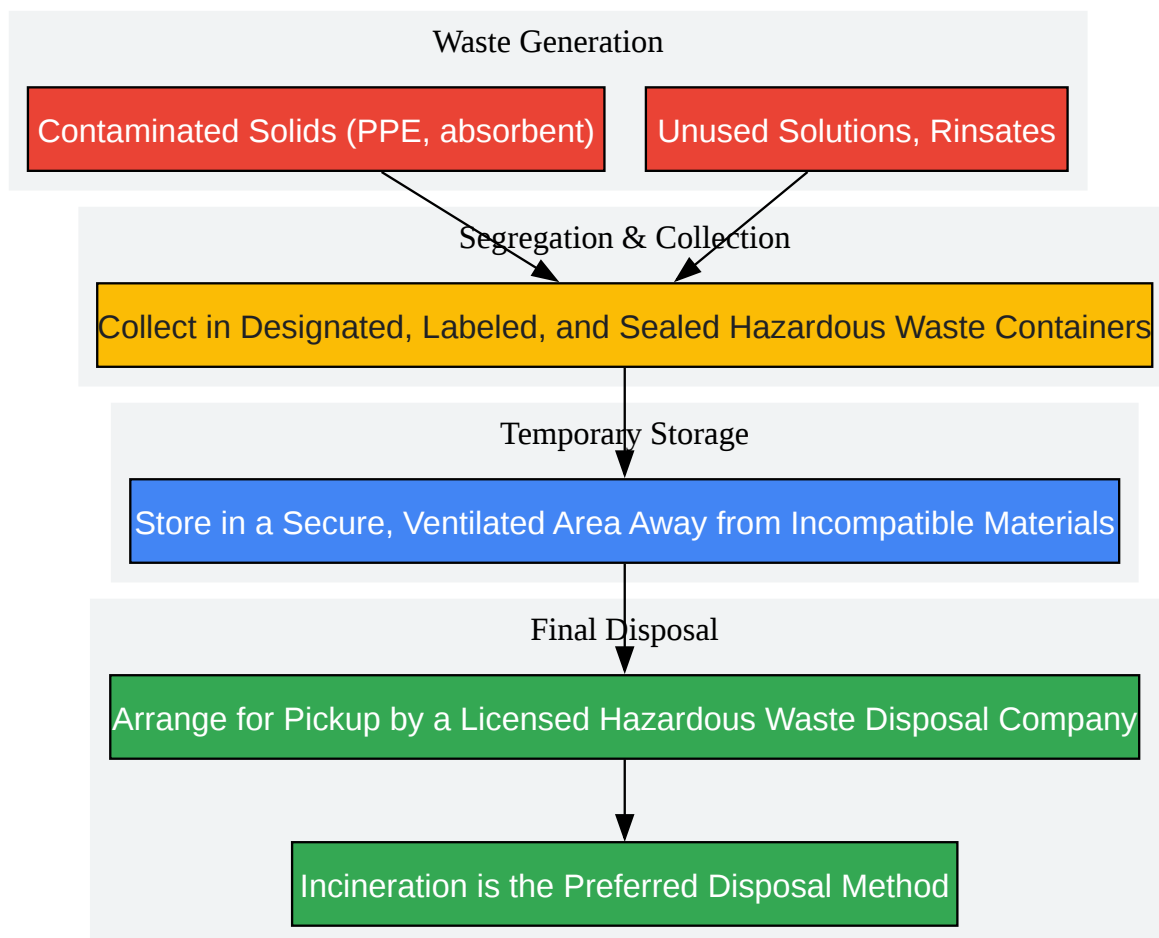 Waste Generation
Contaminated Solids (PPE, absorbent)
Unused Solutions, Rinsates
Segregation & Collection
Collect in Designated, Labeled, and Sealed Hazardous Waste Containers
Temporary Storage
Store in a Secure, Ventilated Area Away from Incompatible Materials
Final Disposal
Arrange for Pickup by a Licensed Hazardous Waste Disposal Company
Incineration is the Preferred Disposal Method